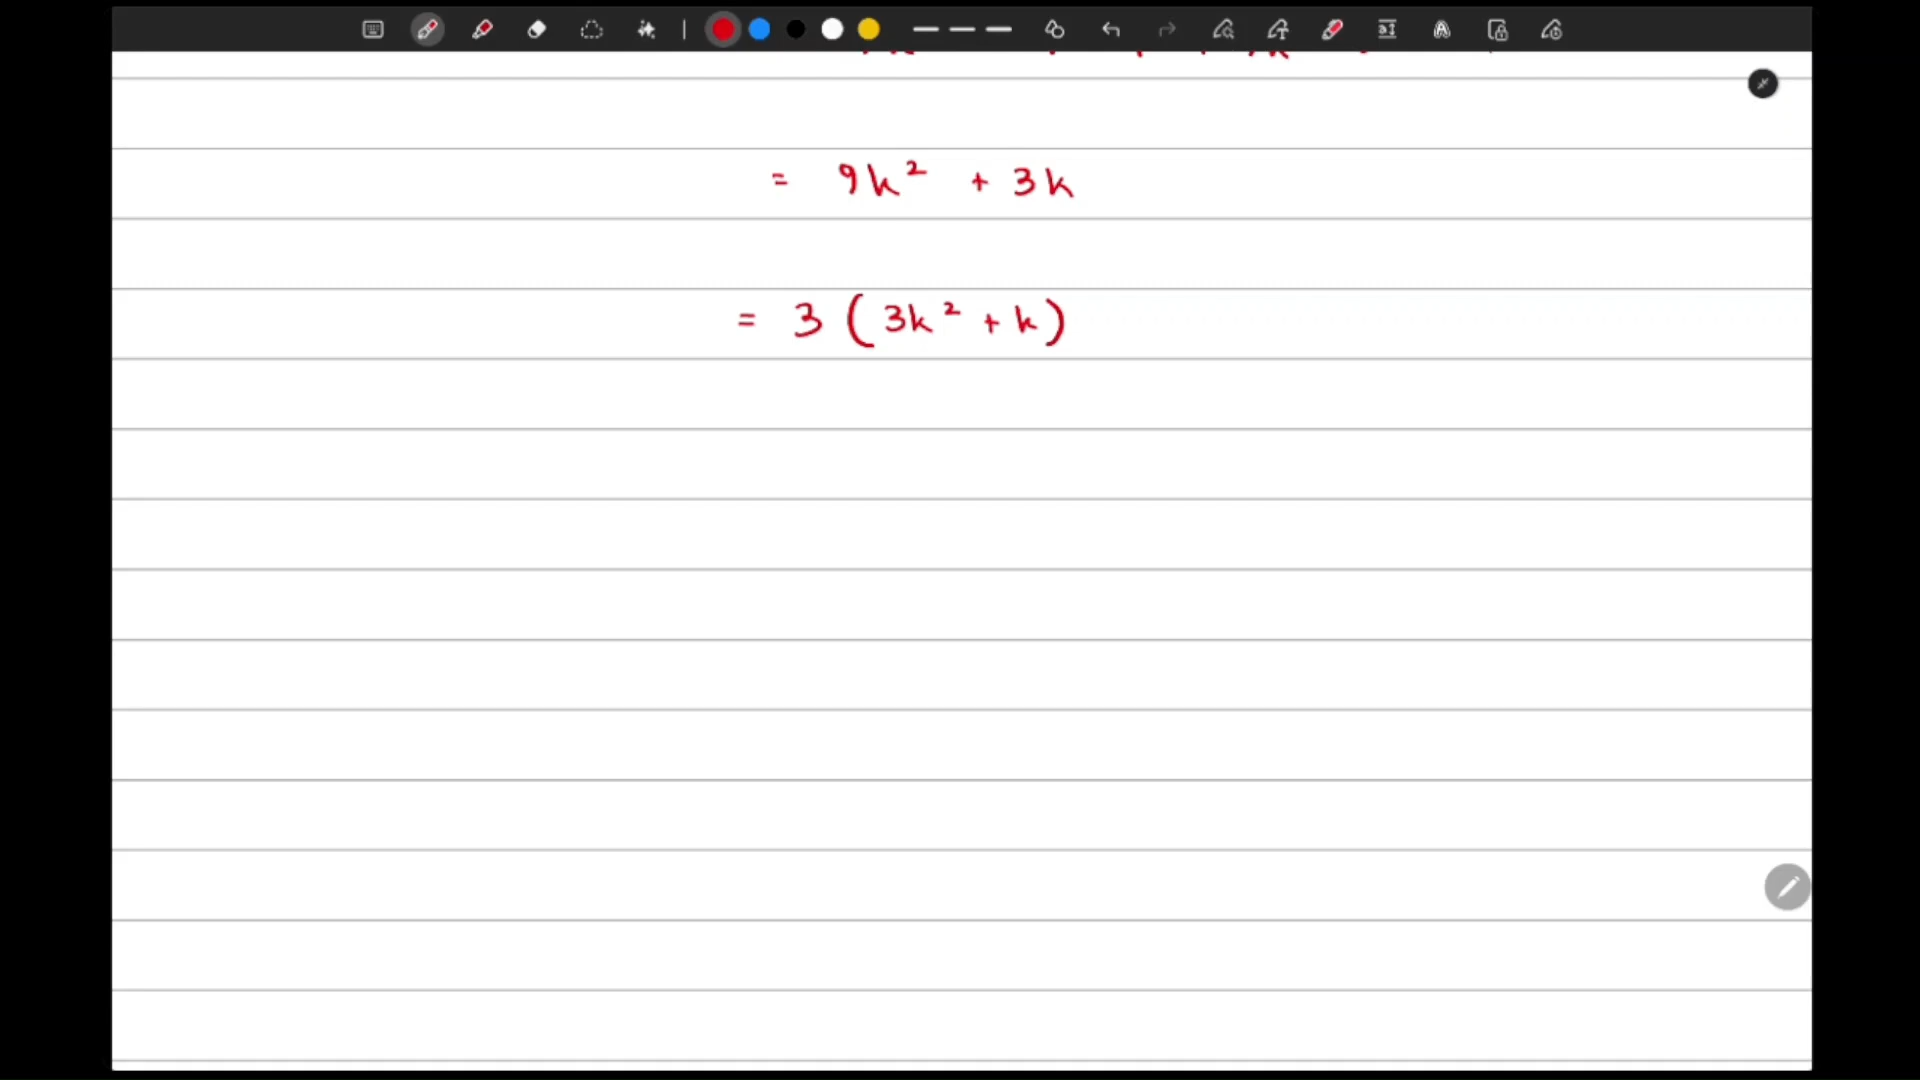 = 9k² + 3k
= 3 (3k² + k)